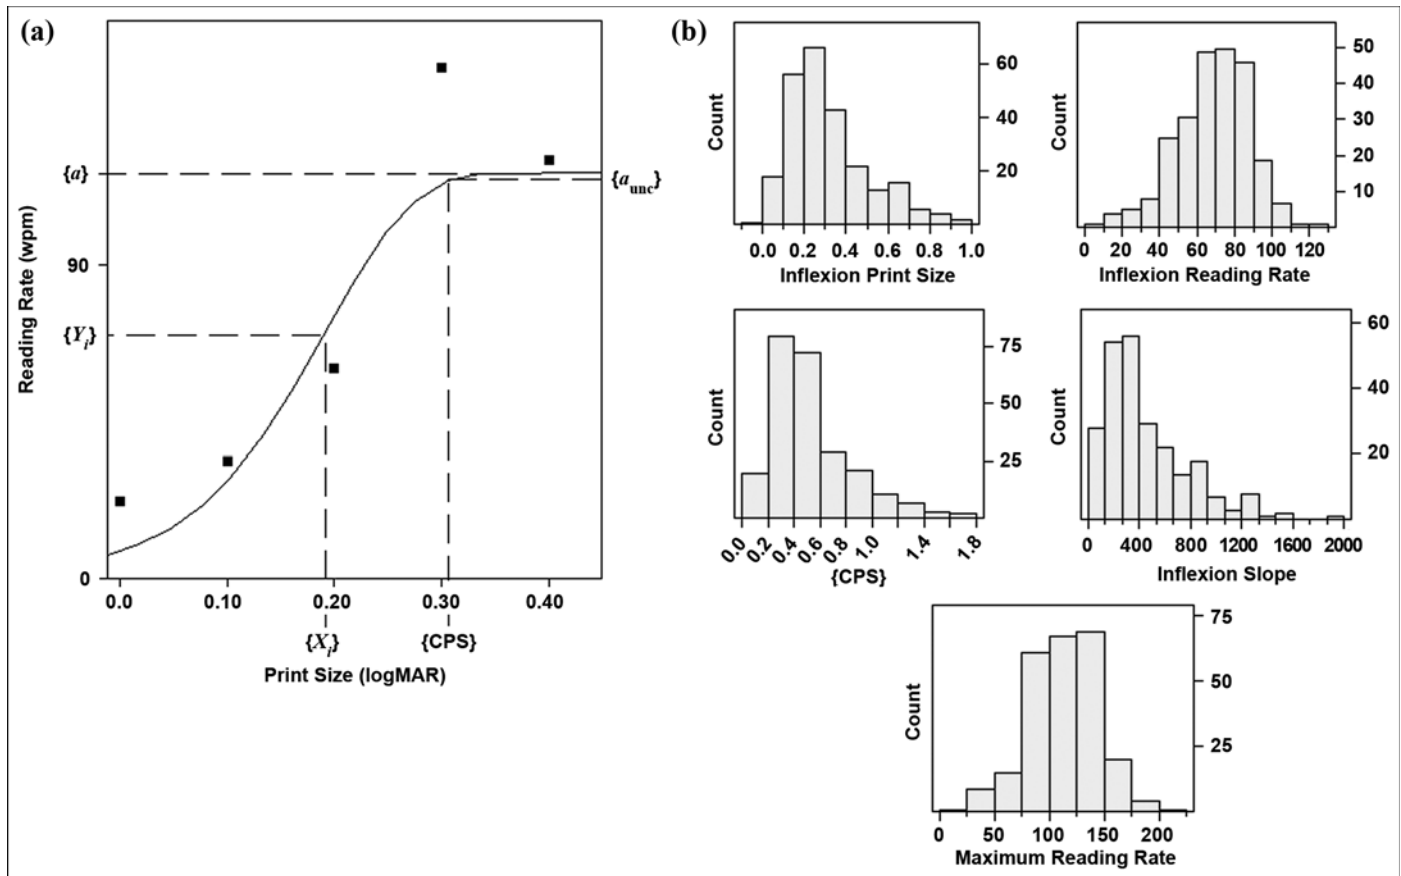 (a)
{a}
{a_unc}
90
{Y_i}
0
Reading Rate (wpm)
0.0 0.10 0.20 0.30 0.40
{X_i} {CPS}
Print Size (logMAR)
(b)
Count
60
40
20
0.0 0.2 0.4 0.6 0.8 1.0
Inflexion Print Size
Count
50
40
30
20
10
0 20 40 60 80 100 120
Inflexion Reading Rate
Count
75
50
25
0.0 0.2 0.4 0.6 0.8 1.0 1.4 1.8
{CPS}
Count
60
40
20
0 400 800 1200 1600 2000
Inflexion Slope
Count
75
50
25
0 50 100 150 200
Maximum Reading Rate